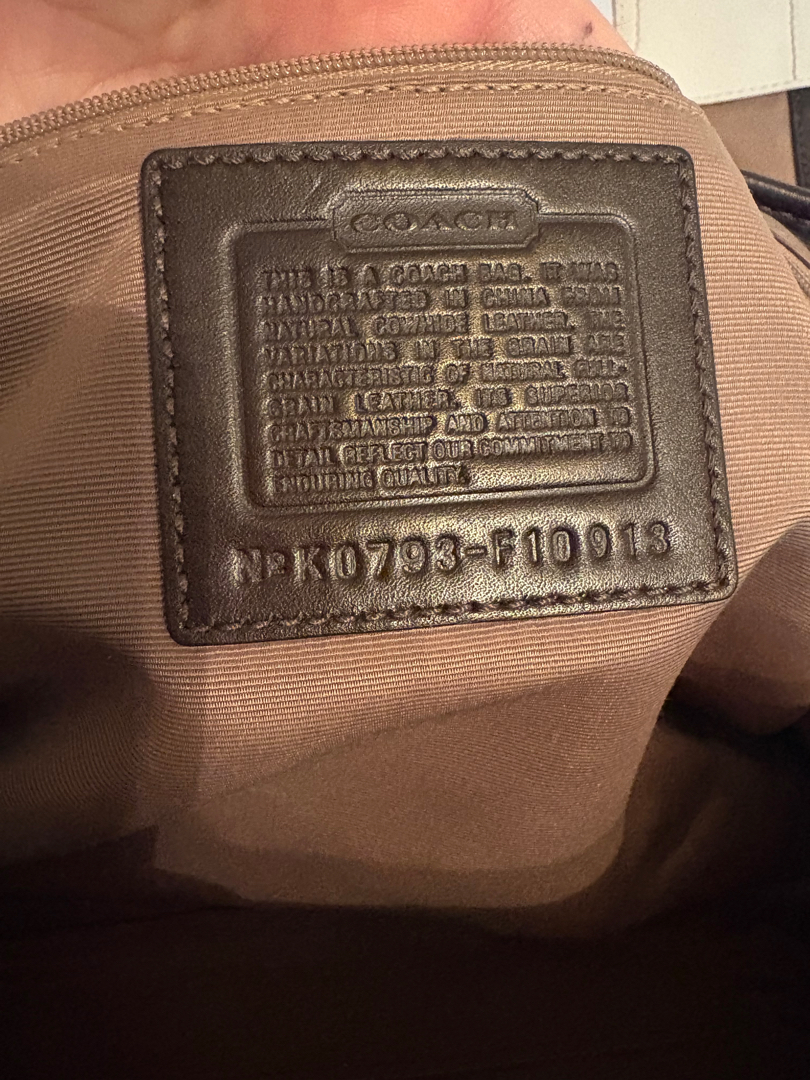 COACH
THIS IS A COACH BAG. IT WAS
HANDCRAFTED IN CHINA FROM
NATURAL COWHIDE LEATHER. THE
VARIATIONS IN THE GRAIN ARE
CHARACTERISTIC OF NATURAL FULL-
GRAIN LEATHER. ITS SUPERIOR
CRAFTSMANSHIP AND ATTENTION TO
DETAIL REFLECT OUR COMMITMENT TO
ENDURING QUALITY.
Nº K0793-F10913